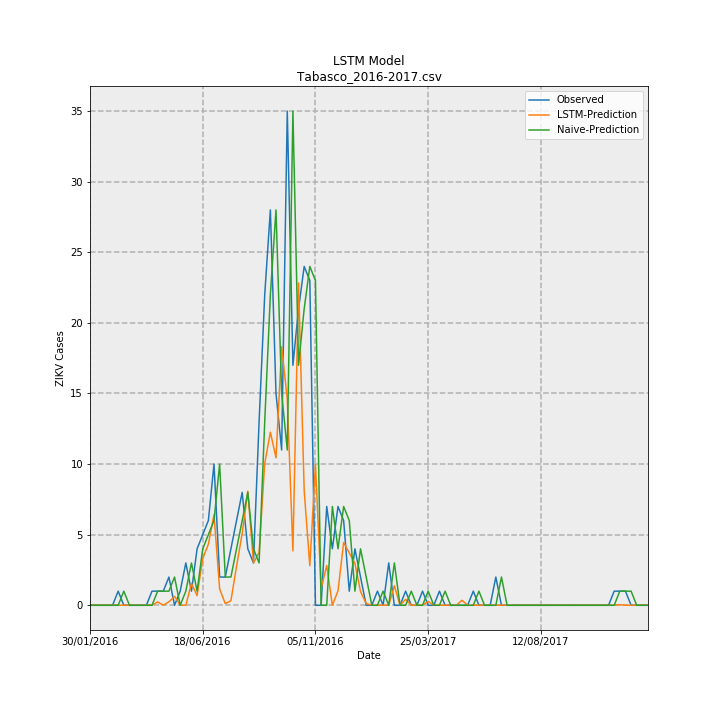 LSTM Model
Tabasco_2016-2017.csv
Observed
LSTM-Prediction
Naive-Prediction
35
30
25
20
15
10
5
0
ZIKV Cases
30/01/2016
18/06/2016
05/11/2016
25/03/2017
12/08/2017
Date